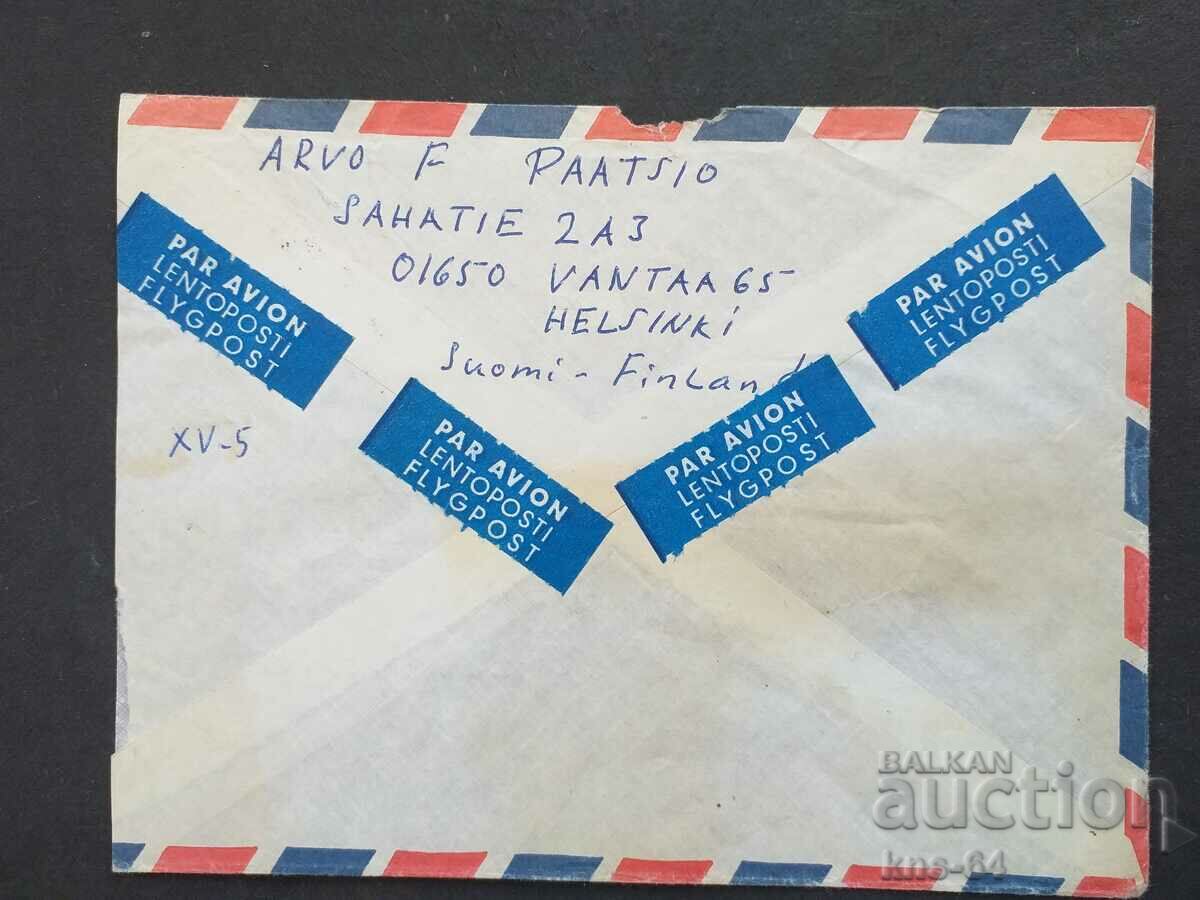 ARVO F PAATSIO
SAHATIE 2A3
01650 VANTAA 65
HELSINKI
Suomi - FinLand
XV-5
PAR AVION
LENTOPOSTI
FLYGPOST
PAR AVION
LENTOPOSTI
FLYGPOST
PAR AVION
LENTOPOSTI
FLYGPOST
PAR AVION
LENTOPOSTI
FLYGPOST
BALKAN
auction
kns-64